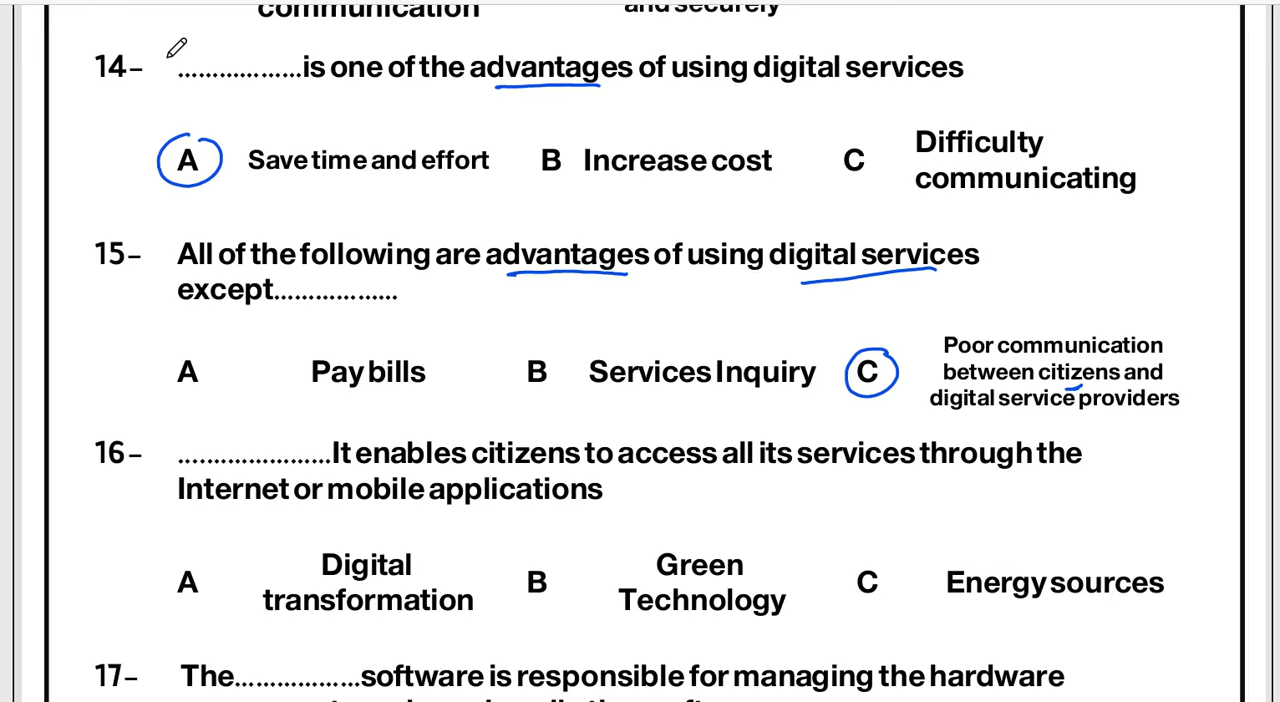 communication and securely
14- ..................is one of the advantages of using digital services
A Save time and effort B Increase cost C Difficulty communicating
15- All of the following are advantages of using digital services
except..................
A Pay bills B Services Inquiry C Poor communication between citizens and digital service providers
16- ......................It enables citizens to access all its services through the
Internet or mobile applications
A Digital transformation B Green Technology C Energy sources
17- The..................software is responsible for managing the hardware